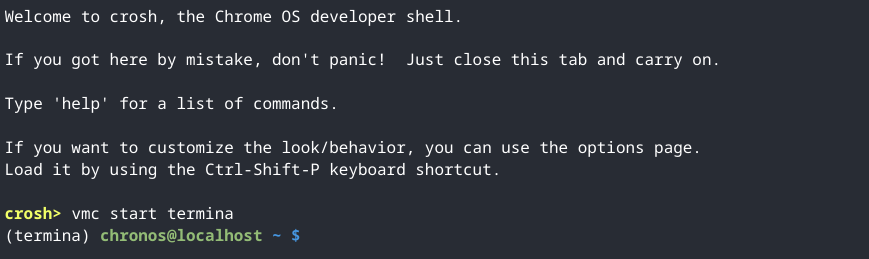 Welcome to crosh, the Chrome OS developer shell.
If you got here by mistake, don't panic!  Just close this tab and carry on.
Type 'help' for a list of commands.
If you want to customize the look/behavior, you can use the options page.
Load it by using the Ctrl-Shift-P keyboard shortcut.
crosh> vmc start termina
(termina) chronos@localhost ~ $